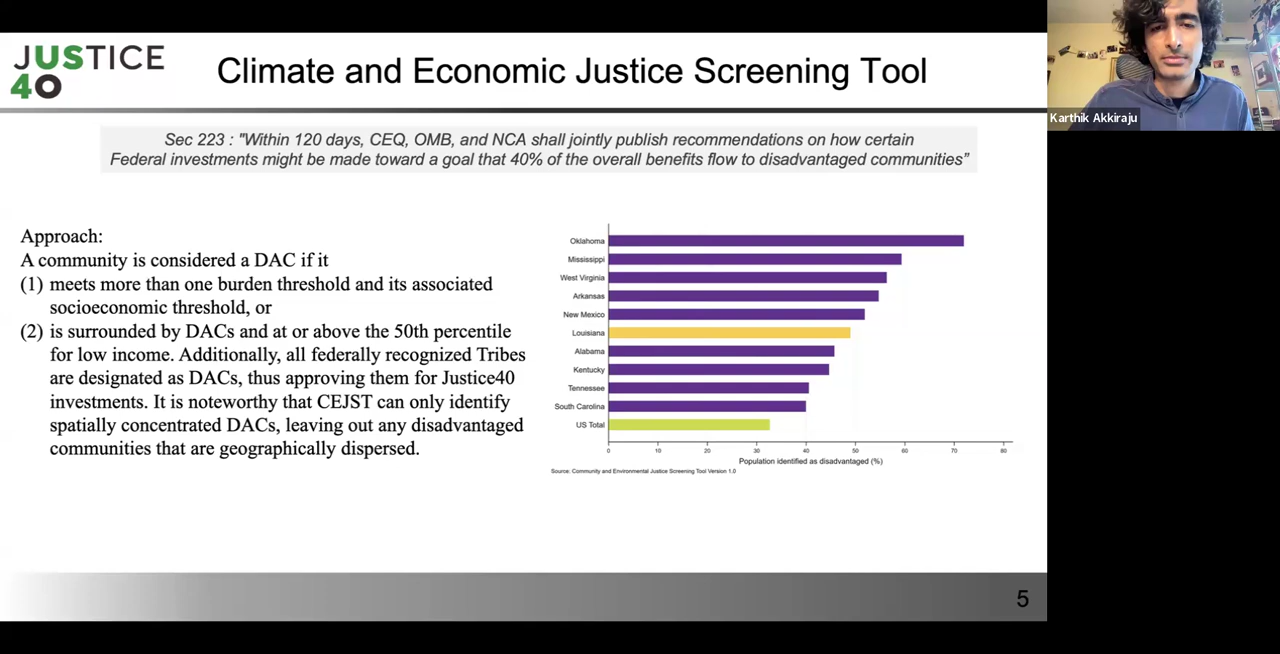 JUSTICE
40
Climate and Economic Justice Screening Tool
Karthik Akkiraju
Sec 223 : "Within 120 days, CEQ, OMB, and NCA shall jointly publish recommendations on how certain
Federal investments might be made toward a goal that 40% of the overall benefits flow to disadvantaged communities”
Approach:
A community is considered a DAC if it
(1) meets more than one burden threshold and its associated
socioeconomic threshold, or
(2) is surrounded by DACs and at or above the 50th percentile
for low income. Additionally, all federally recognized Tribes
are designated as DACs, thus approving them for Justice40
investments. It is noteworthy that CEJST can only identify
spatially concentrated DACs, leaving out any disadvantaged
communities that are geographically dispersed.
Oklahoma
Mississippi
West Virginia
Arkansas
New Mexico
Louisiana
Alabama
Kentucky
Tennessee
South Carolina
US Total
0 10 20 30 40 50 60 70 80
Population identified as disadvantaged (%)
Source: Community and Environmental Justice Screening Tool Version 1.0
5